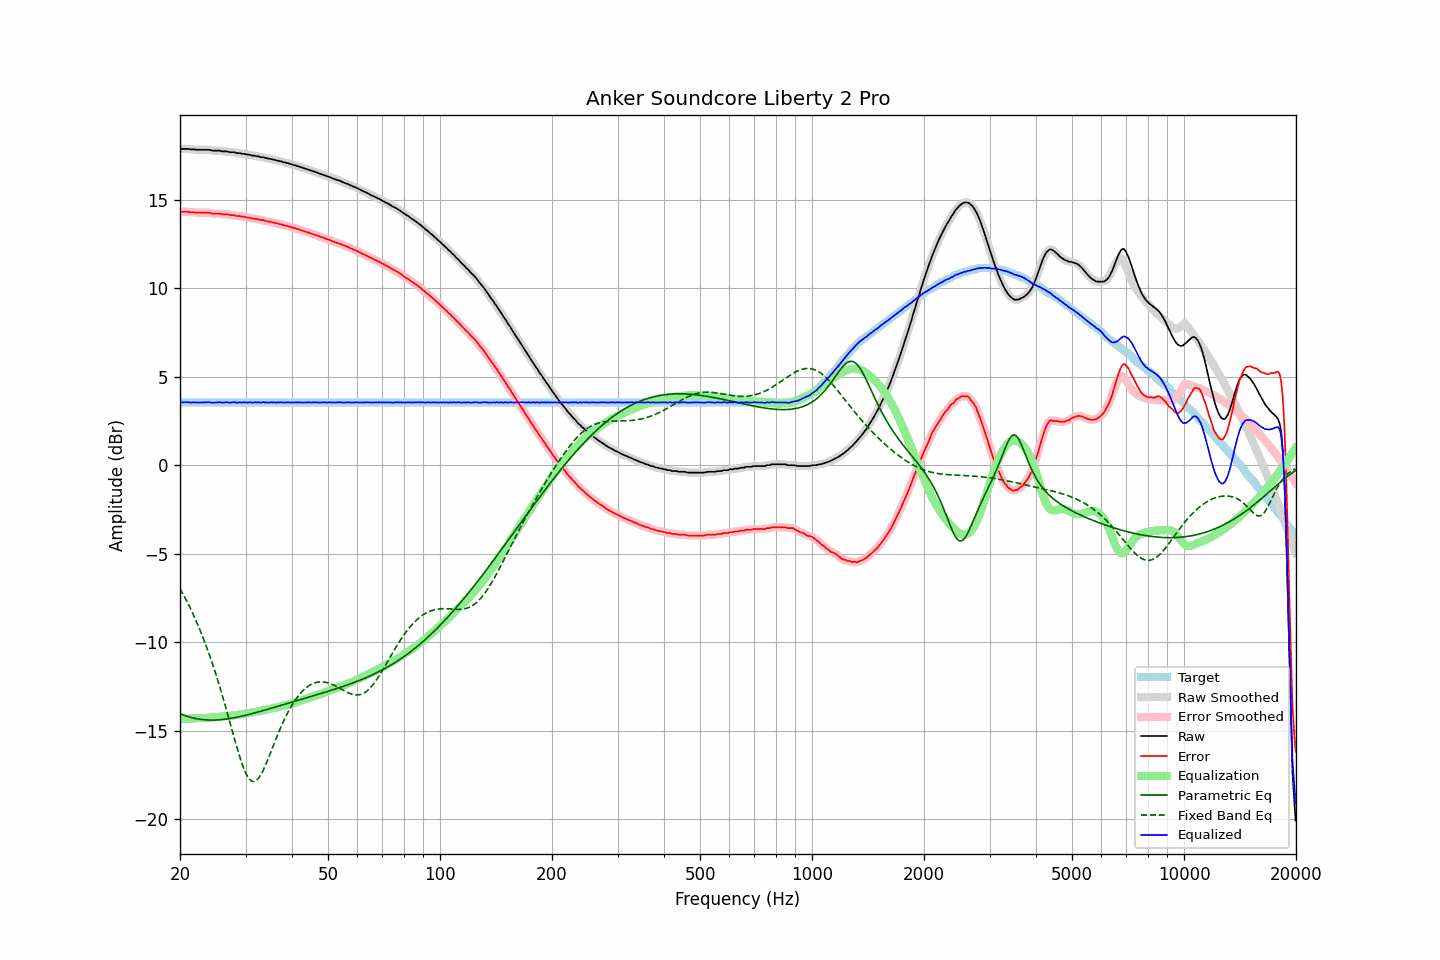 Anker Soundcore Liberty 2 Pro
Amplitude (dBr)
15
10
5
0
−5
−10
−15
−20
20
50
100
200
500
1000
2000
5000
10000
20000
Frequency (Hz)
Target
Raw Smoothed
Error Smoothed
Raw
Error
Equalization
Parametric Eq
Fixed Band Eq
Equalized